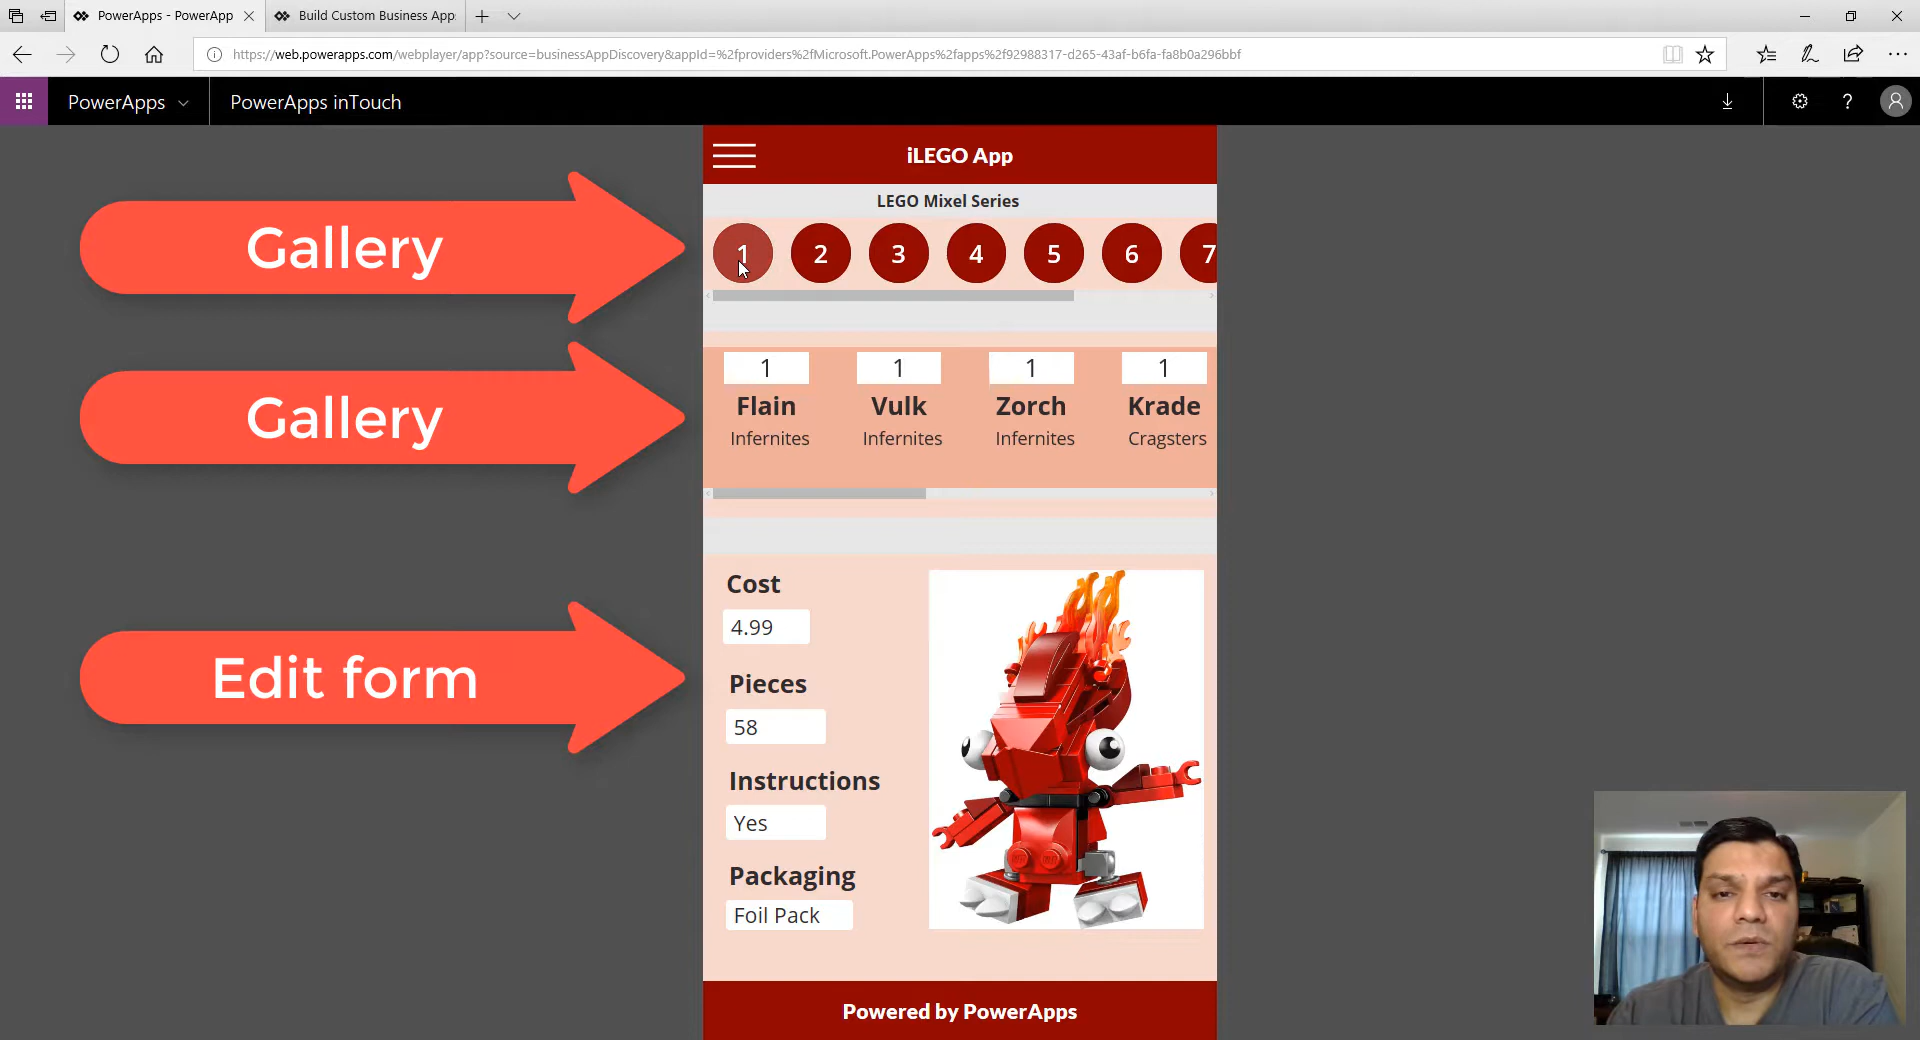 PowerApps - PowerApp
Build Custom Business App
https://web.powerapps.com/webplayer/app?source=businessAppDiscovery&appId=%2fproviders%2fMicrosoft.PowerApps%2fapps%2f92988317-d265-43af-b6fa-fa8b0a296bbf
PowerApps
PowerApps inTouch
?
iLEGO App
LEGO Mixel Series
Gallery
1 2 3 4 5 6 7
1 1 1 1
Flain Vulk Zorch Krade
Gallery
Infernites Infernites Infernites Cragsters
Cost
4.99
Edit form
Pieces
58
Instructions
Yes
Packaging
Foil Pack
Powered by PowerApps